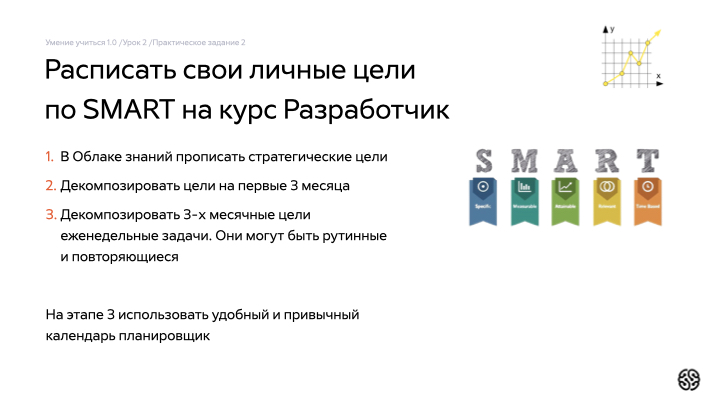 Умение учиться 1.0 /Урок 2 /Практическое задание 2
Расписать свои личные цели
по SMART на курс Разработчик
1. В Облаке знаний прописать стратегические цели
2. Декомпозировать цели на первые 3 месяца
3. Декомпозировать 3-х месячные цели
еженедельные задачи. Они могут быть рутинные
и повторяющиеся
На этапе 3 использовать удобный и привычный
календарь планировщик
y
x
S M A R T
Specific Measurable Attainable Relevant Time Based